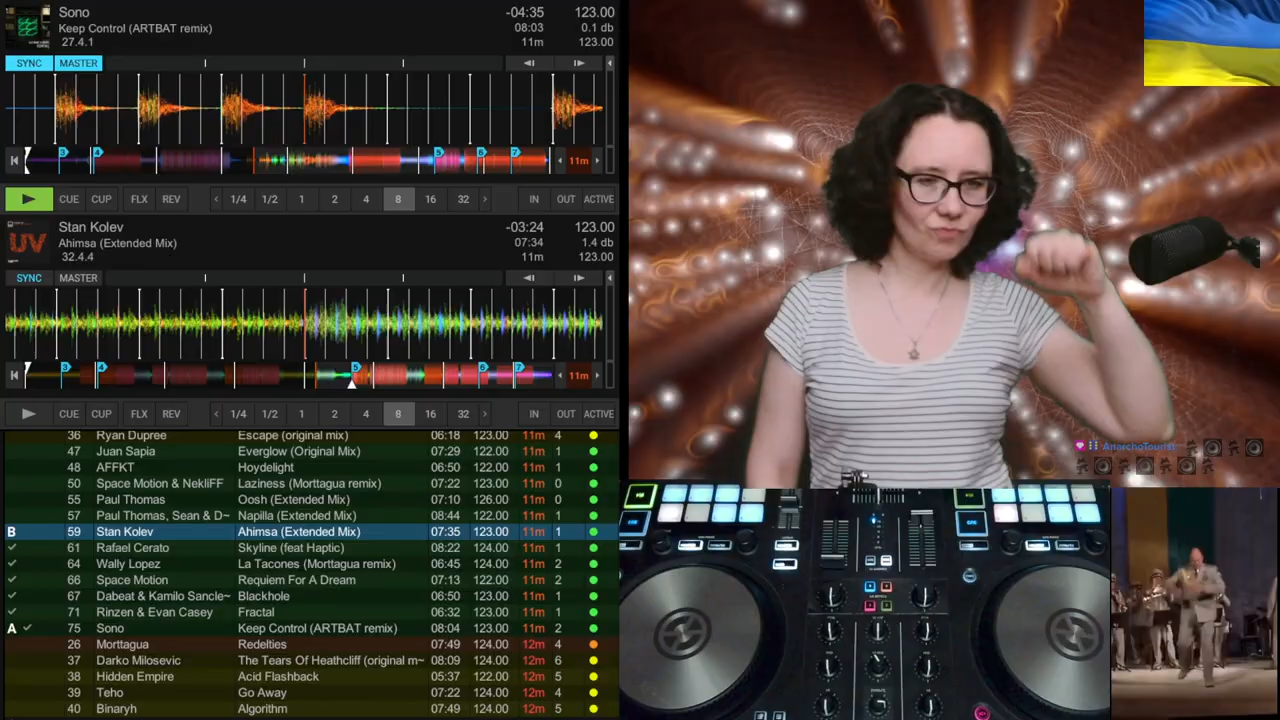 Sono -04:35 123.00
Keep Control (ARTBAT remix) 08:03 0.1 db
27.4.1 11m 123.00
SYNC MASTER
3 4 5 6 7 11m
CUE CUP FLX REV 1/4 1/2 1 2 4 8 16 32 IN OUT ACTIVE
Stan Kolev -03:24 123.00
UV Ahimsa (Extended Mix) 07:34 1.4 db
32.4.4 11m 123.00
SYNC MASTER
3 4 5 6 7 11m
CUE CUP FLX REV 1/4 1/2 1 2 4 8 16 32 IN OUT ACTIVE
36 Ryan Dupree Escape (original mix) 06:18 123.00 11m 4
47 Juan Sapia Everglow (Original Mix) 07:29 122.00 11m 1
48 AFFKT Hoydelight 06:50 122.00 11m 1
50 Space Motion & NekliFF Laziness (Morttagua remix) 07:22 123.00 11m 0
55 Paul Thomas Oosh (Extended Mix) 07:10 126.00 11m 0
57 Paul Thomas, Sean & D~ Napilla (Extended Mix) 08:44 122.00 11m 1
B 59 Stan Kolev Ahimsa (Extended Mix) 07:35 123.00 11m 1
61 Rafael Cerato Skyline (feat Haptic) 08:22 124.00 11m 1
64 Wally Lopez La Tacones (Morttagua remix) 06:45 124.00 11m 2
66 Space Motion Requiem For A Dream 07:13 122.00 11m 2
67 Dabeat & Kamilo Sancle~ Blackhole 06:50 123.00 11m 1
71 Rinzen & Evan Casey Fractal 06:32 123.00 11m 1
A 75 Sono Keep Control (ARTBAT remix) 08:04 123.00 11m 2
26 Morttagua Redelties 07:49 124.00 12m 4
37 Darko Milosevic The Tears Of Heathcliff (original m~ 08:09 124.00 12m 6
38 Hidden Empire Acid Flashback 05:37 122.00 12m 5
39 Teho Go Away 07:22 124.00 12m 4
40 Binaryh Algorithm 07:49 124.00 12m 5
AnarchoTourist